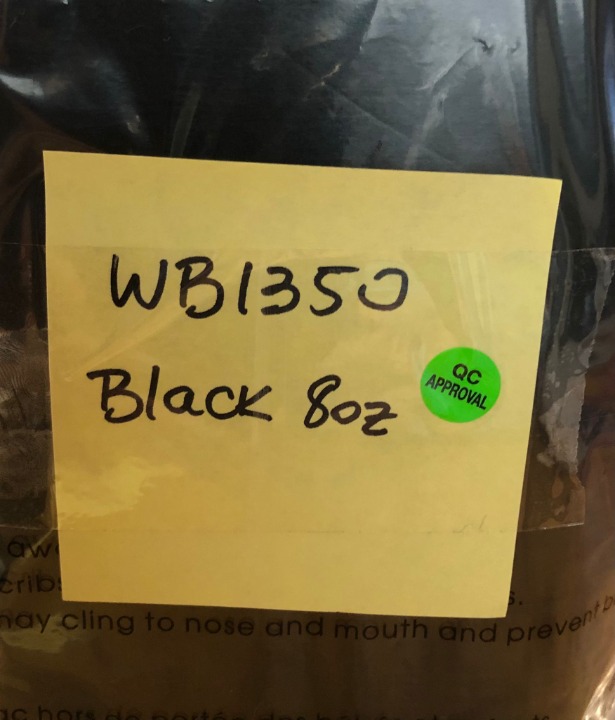 WB1350
Black 8oz
QC
APPROVAL
may cling to nose and mouth and prevent